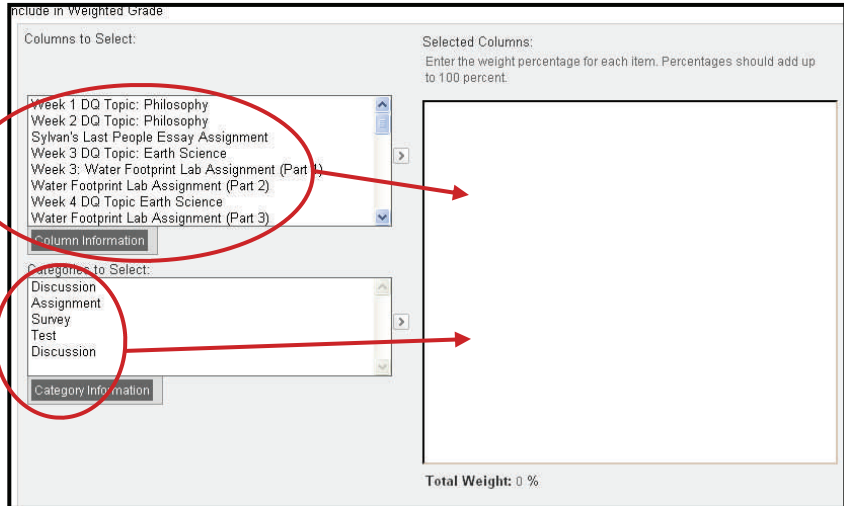 nclude in Weighted Grade
Columns to Select:
Week 1 DQ Topic: Philosophy
Week 2 DQ Topic: Philosophy
Sylvan's Last People Essay Assignment
Week 3 DQ Topic: Earth Science
Week 3: Water Footprint Lab Assignment (Part 1)
Water Footprint Lab Assignment (Part 2)
Week 4 DQ Topic Earth Science
Water Footprint Lab Assignment (Part 3)
Column Information
Categories to Select:
Discussion
Assignment
Survey
Test
Discussion
Category Information
Selected Columns:
Enter the weight percentage for each item. Percentages should add up
to 100 percent.
Total Weight: 0 %